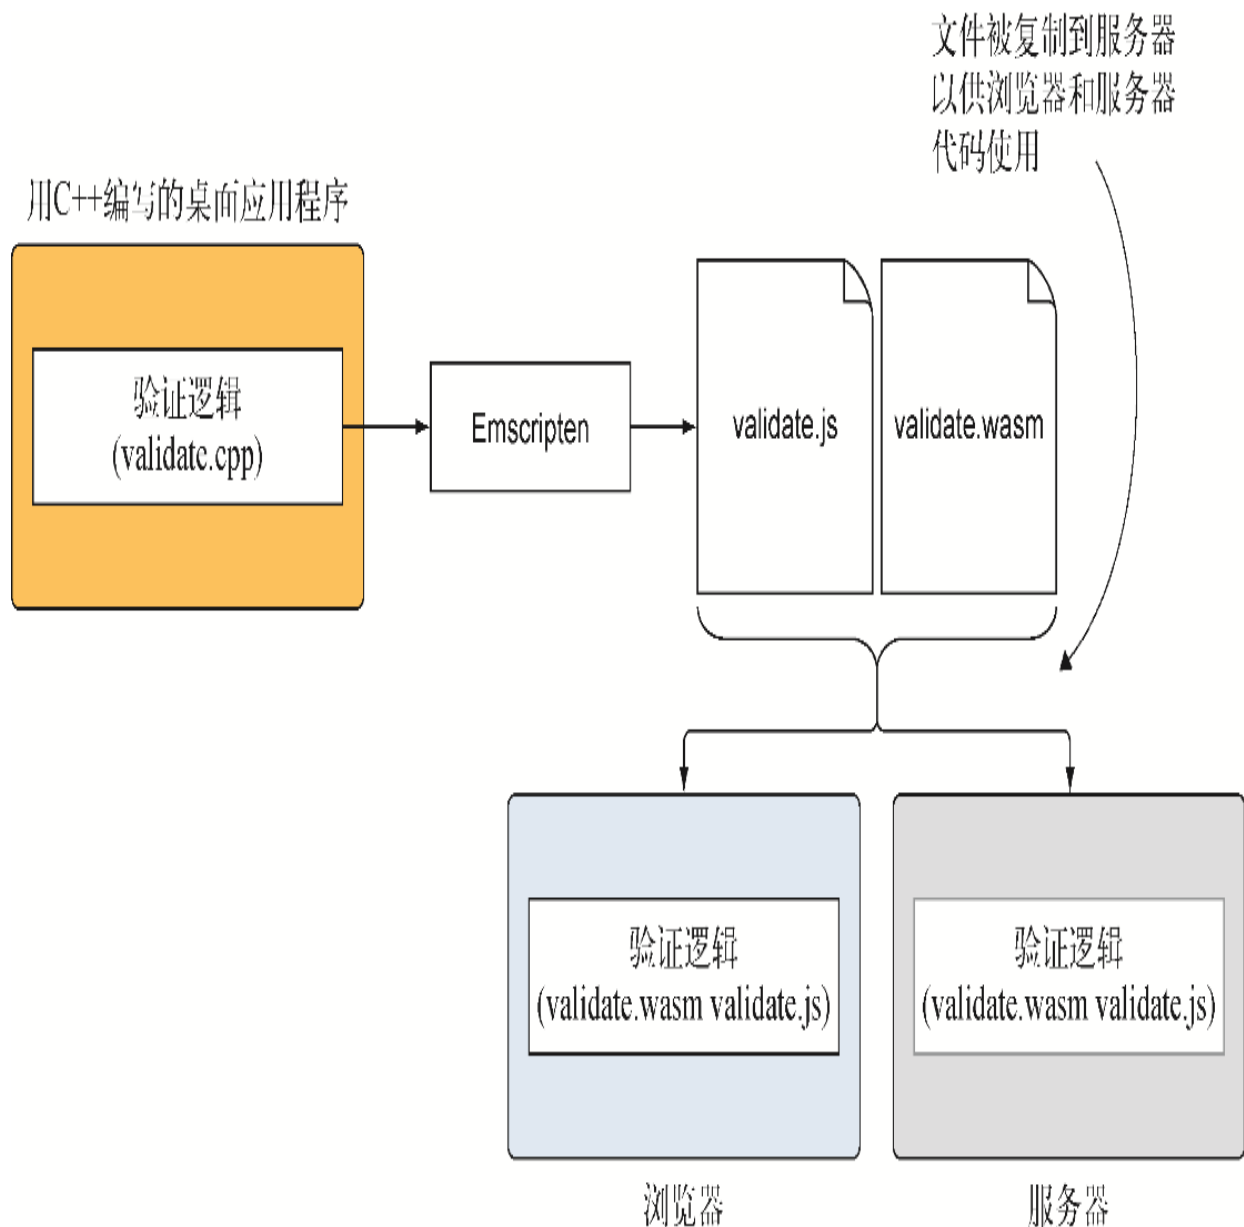 文件被复制到服务器
以供浏览器和服务器
代码使用
用C++编写的桌面应用程序
验证逻辑
(validate.cpp)
Emscripten
validate.js
validate.wasm
验证逻辑
(validate.wasm validate.js)
验证逻辑
(validate.wasm validate.js)
浏览器
服务器